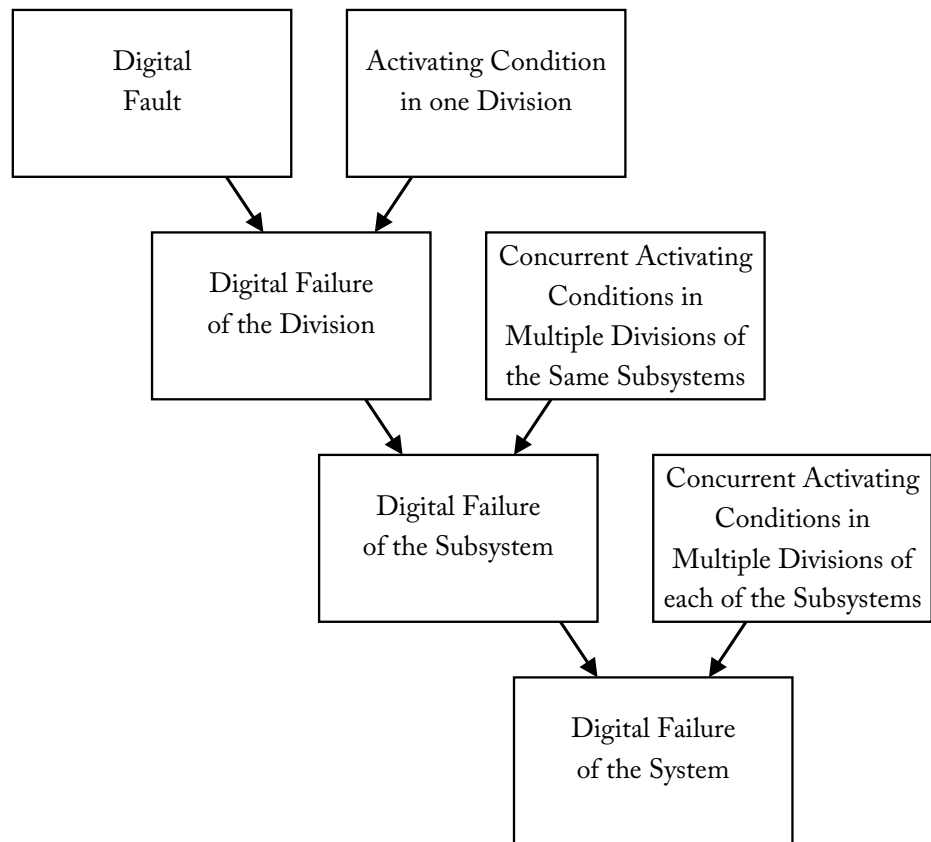 Digital
Fault
Activating Condition
in one Division
Digital Failure
of the Division
Concurrent Activating
Conditions in
Multiple Divisions of
the Same Subsystems
Digital Failure
of the Subsystem
Concurrent Activating
Conditions in
Multiple Divisions of
each of the Subsystems
Digital Failure
of the System